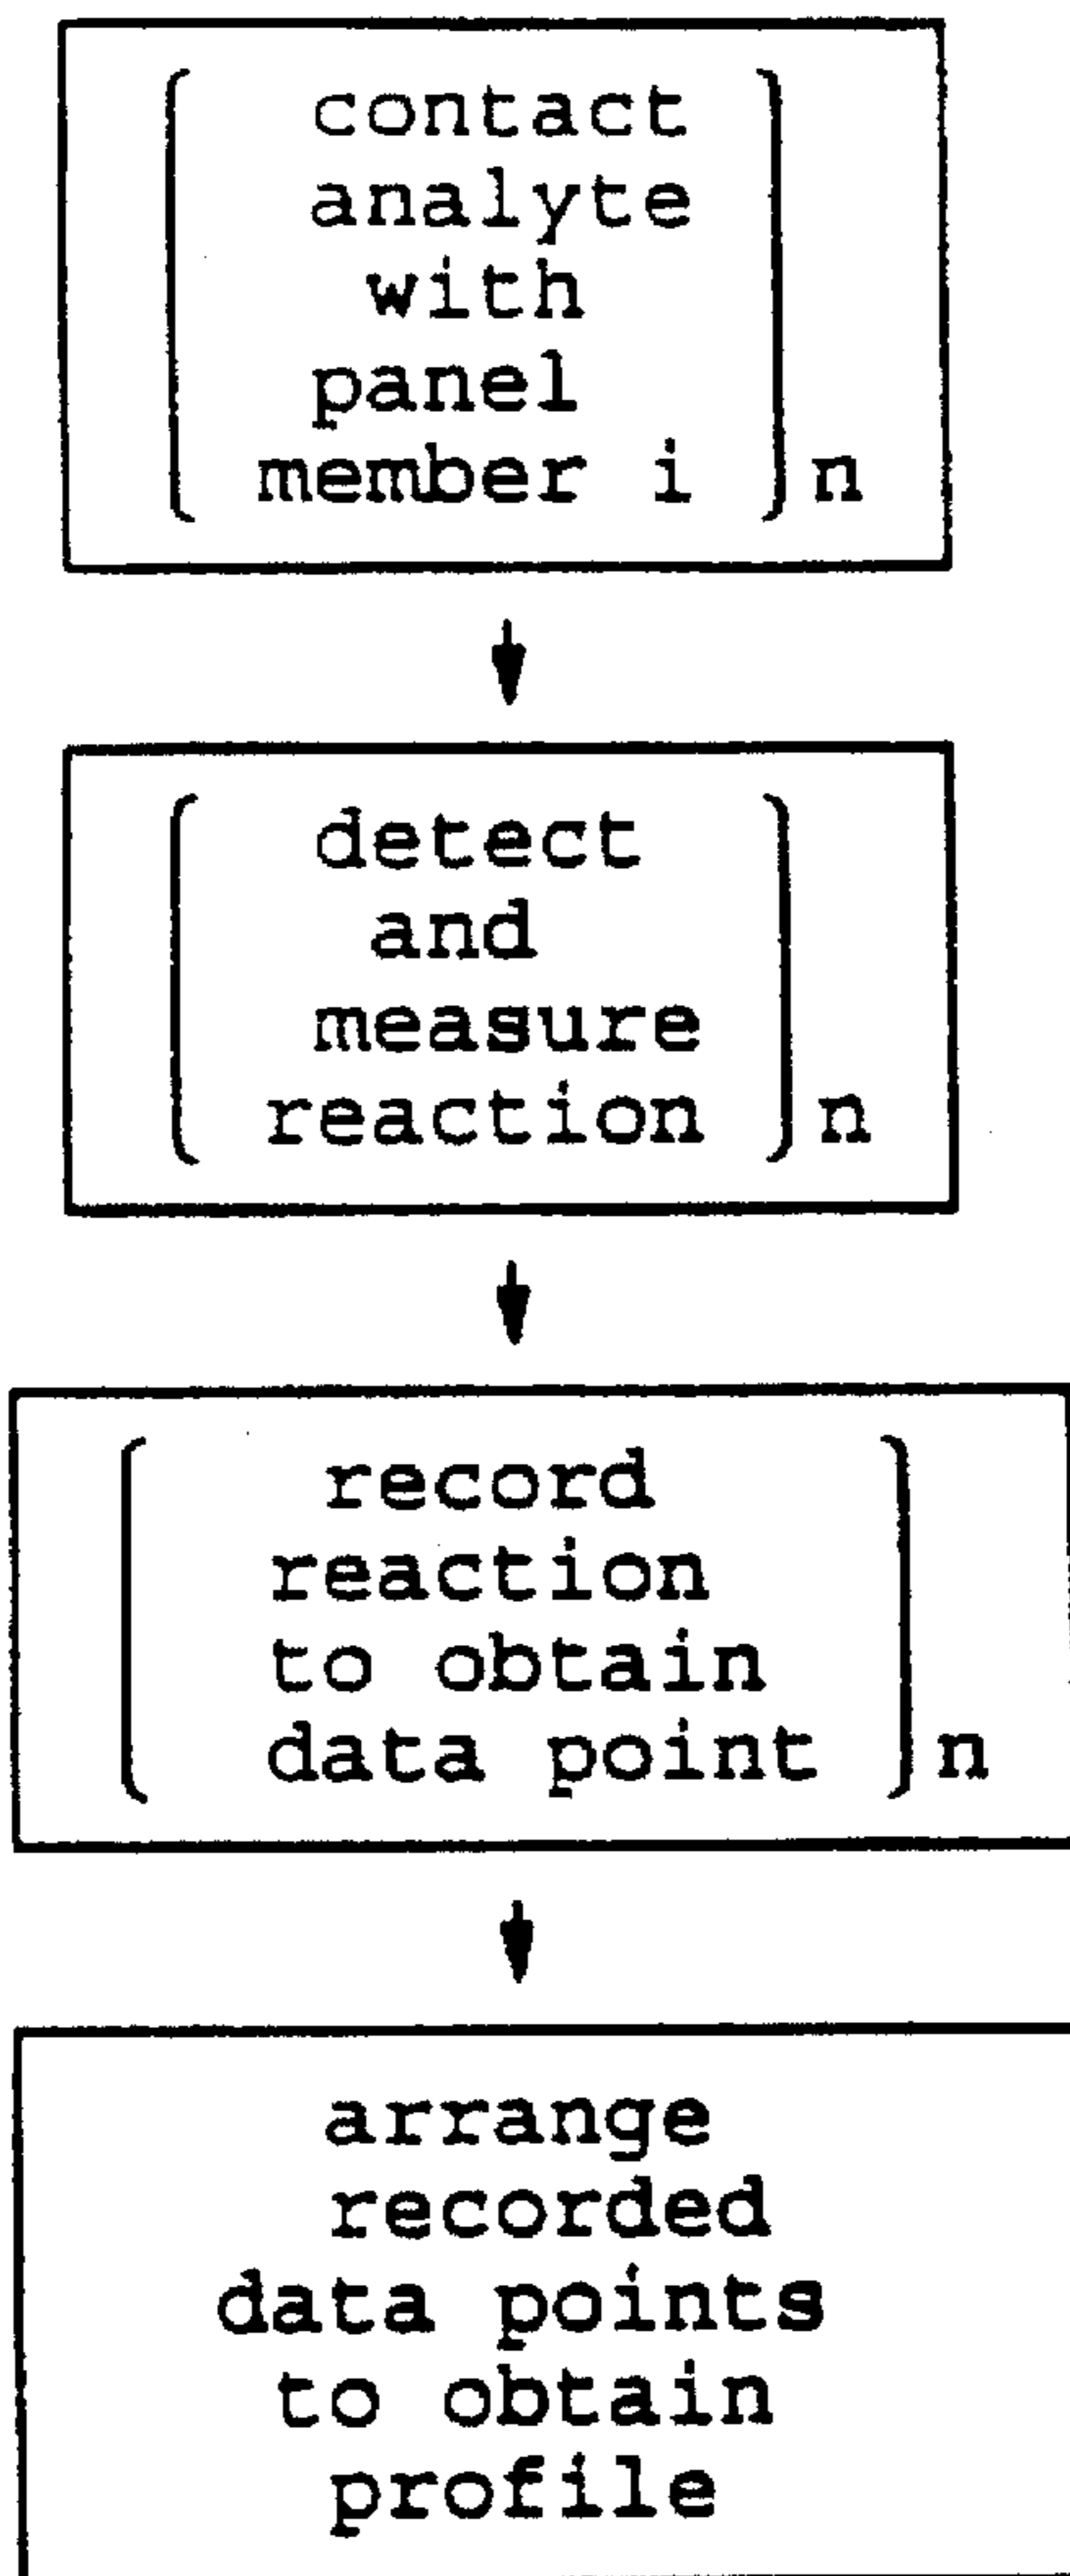 contact
analyte
with
panel
member i n
detect
and
measure
reaction n
record
reaction
to obtain
data point n
arrange
recorded
data points
to obtain
profile